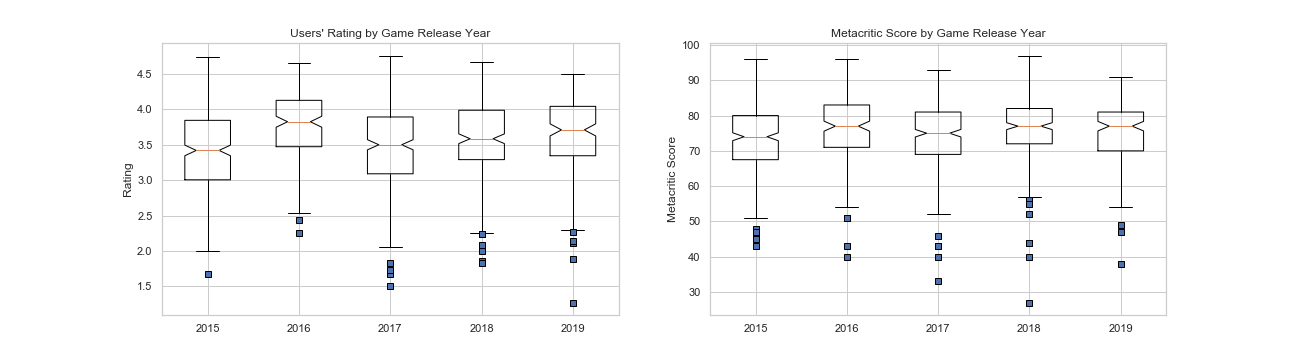 Users' Rating by Game Release Year
Rating
4.5
4.0
3.5
3.0
2.5
2.0
1.5
2015 2016 2017 2018 2019
Metacritic Score by Game Release Year
Metacritic Score
100
90
80
70
60
50
40
30
2015 2016 2017 2018 2019